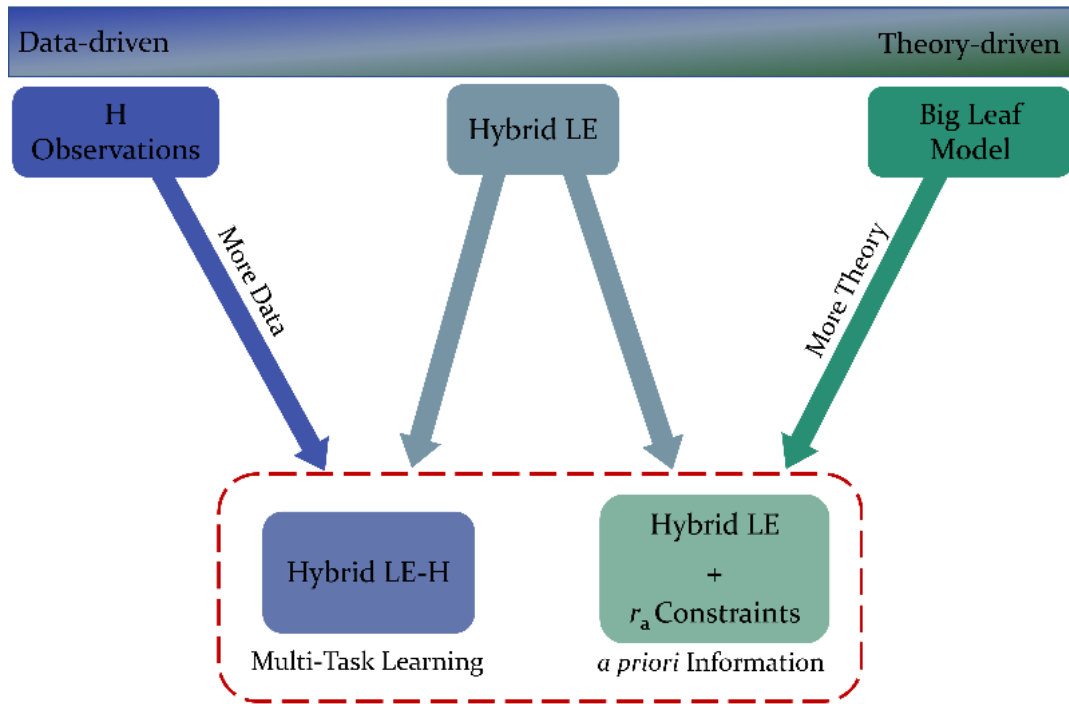 Data-driven
Theory-driven
H
Observations
Hybrid LE
Big Leaf
Model
More Data
More Theory
Hybrid LE-H
Hybrid LE
+
ra Constraints
Multi-Task Learning
a priori Information